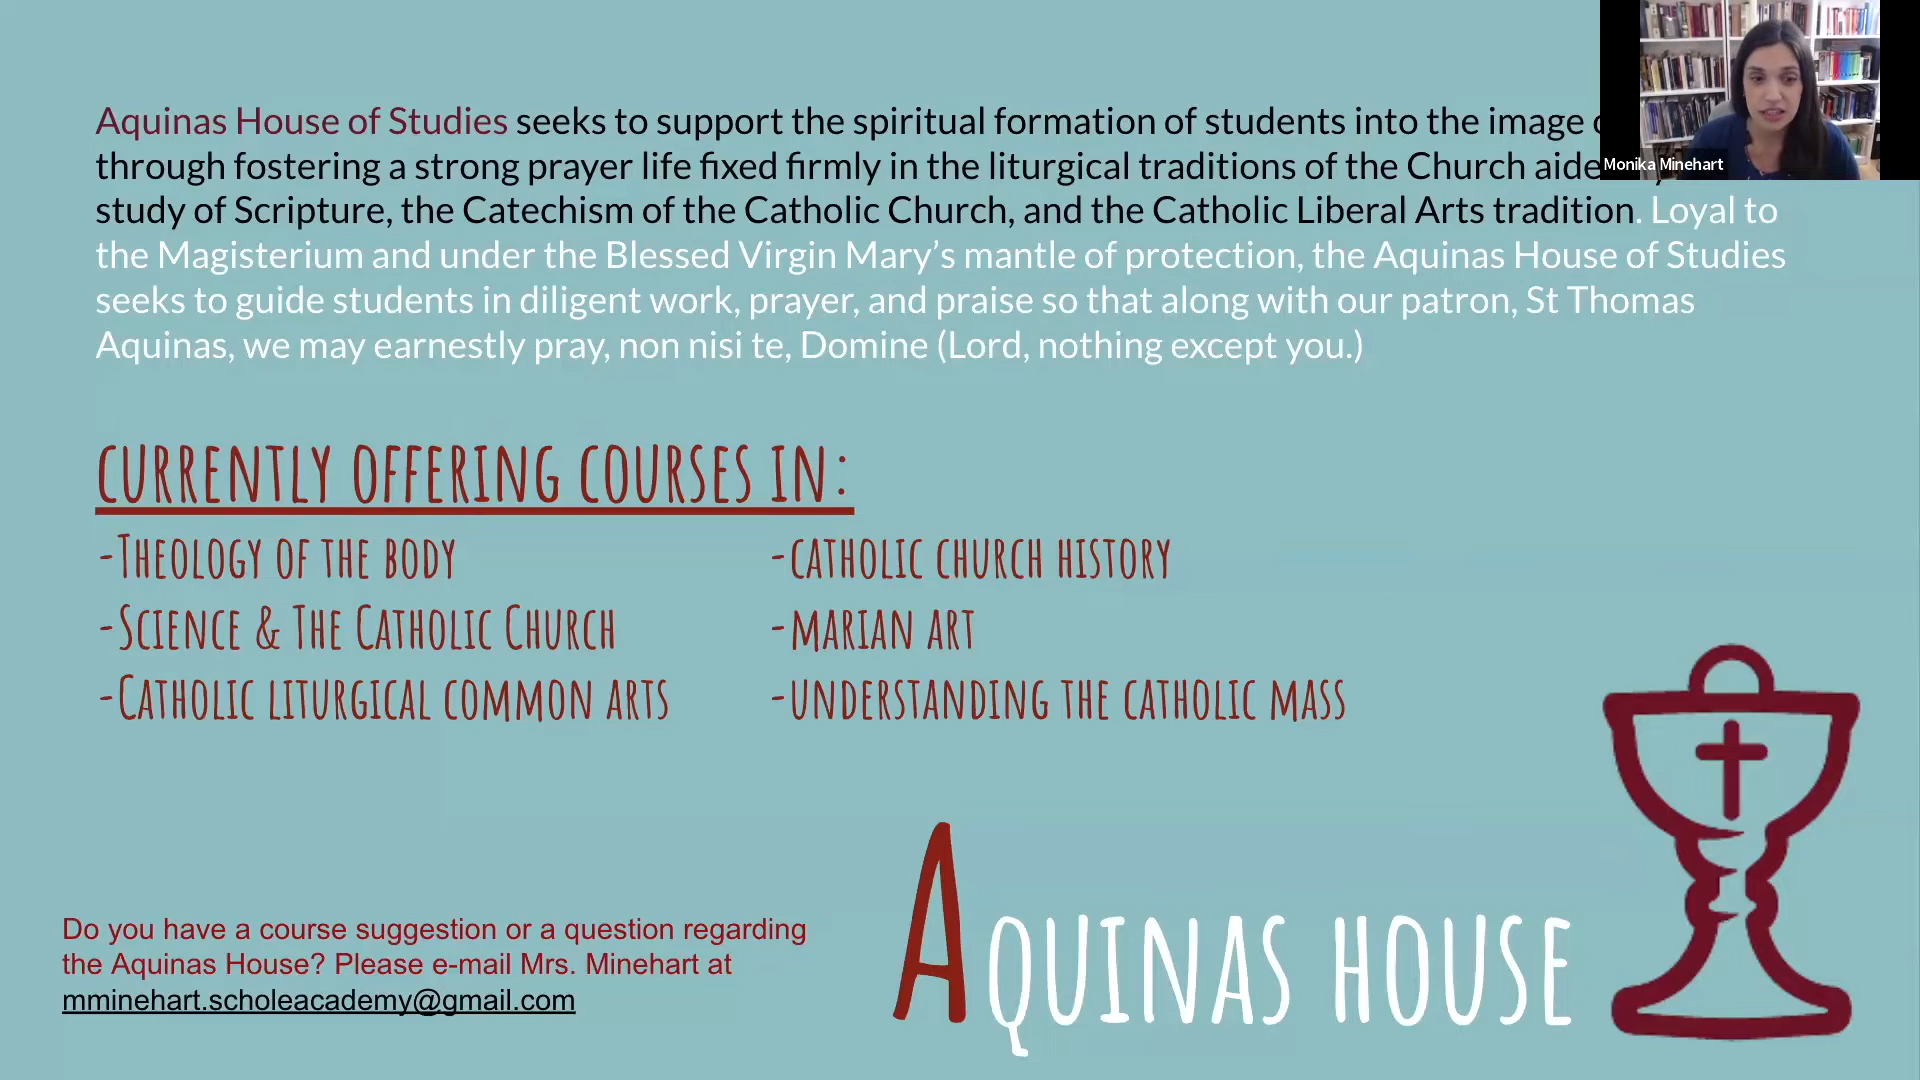 Aquinas House of Studies seeks to support the spiritual formation of students into the image
through fostering a strong prayer life fixed firmly in the liturgical traditions of the Church
study of Scripture, the Catechism of the Catholic Church, and the Catholic Liberal Arts tradition. Loyal to
the Magisterium and under the Blessed Virgin Mary’s mantle of protection, the Aquinas House of Studies
seeks to guide students in diligent work, prayer, and praise so that along with our patron, St Thomas
Aquinas, we may earnestly pray, non nisi te, Domine (Lord, nothing except you.)
Monika Minehart
CURRENTLY OFFERING COURSES IN:
-THEOLOGY OF THE BODY
-SCIENCE & THE CATHOLIC CHURCH
-CATHOLIC LITURGICAL COMMON ARTS
-CATHOLIC CHURCH HISTORY
-MARIAN ART
-UNDERSTANDING THE CATHOLIC MASS
Do you have a course suggestion or a question regarding
the Aquinas House? Please e-mail Mrs. Minehart at
mminehart.scholeacademy@gmail.com
AQUINAS HOUSE